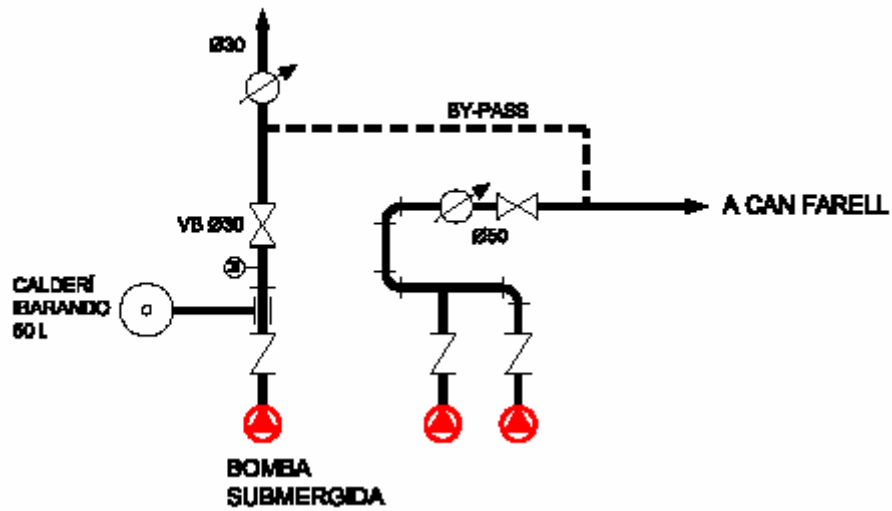 Ø30
BY-PASS
VB Ø30
A CAN FARELL
Ø50
CALDERÍ
IBARANDO
60 L
BOMBA
SUBMERGIDA